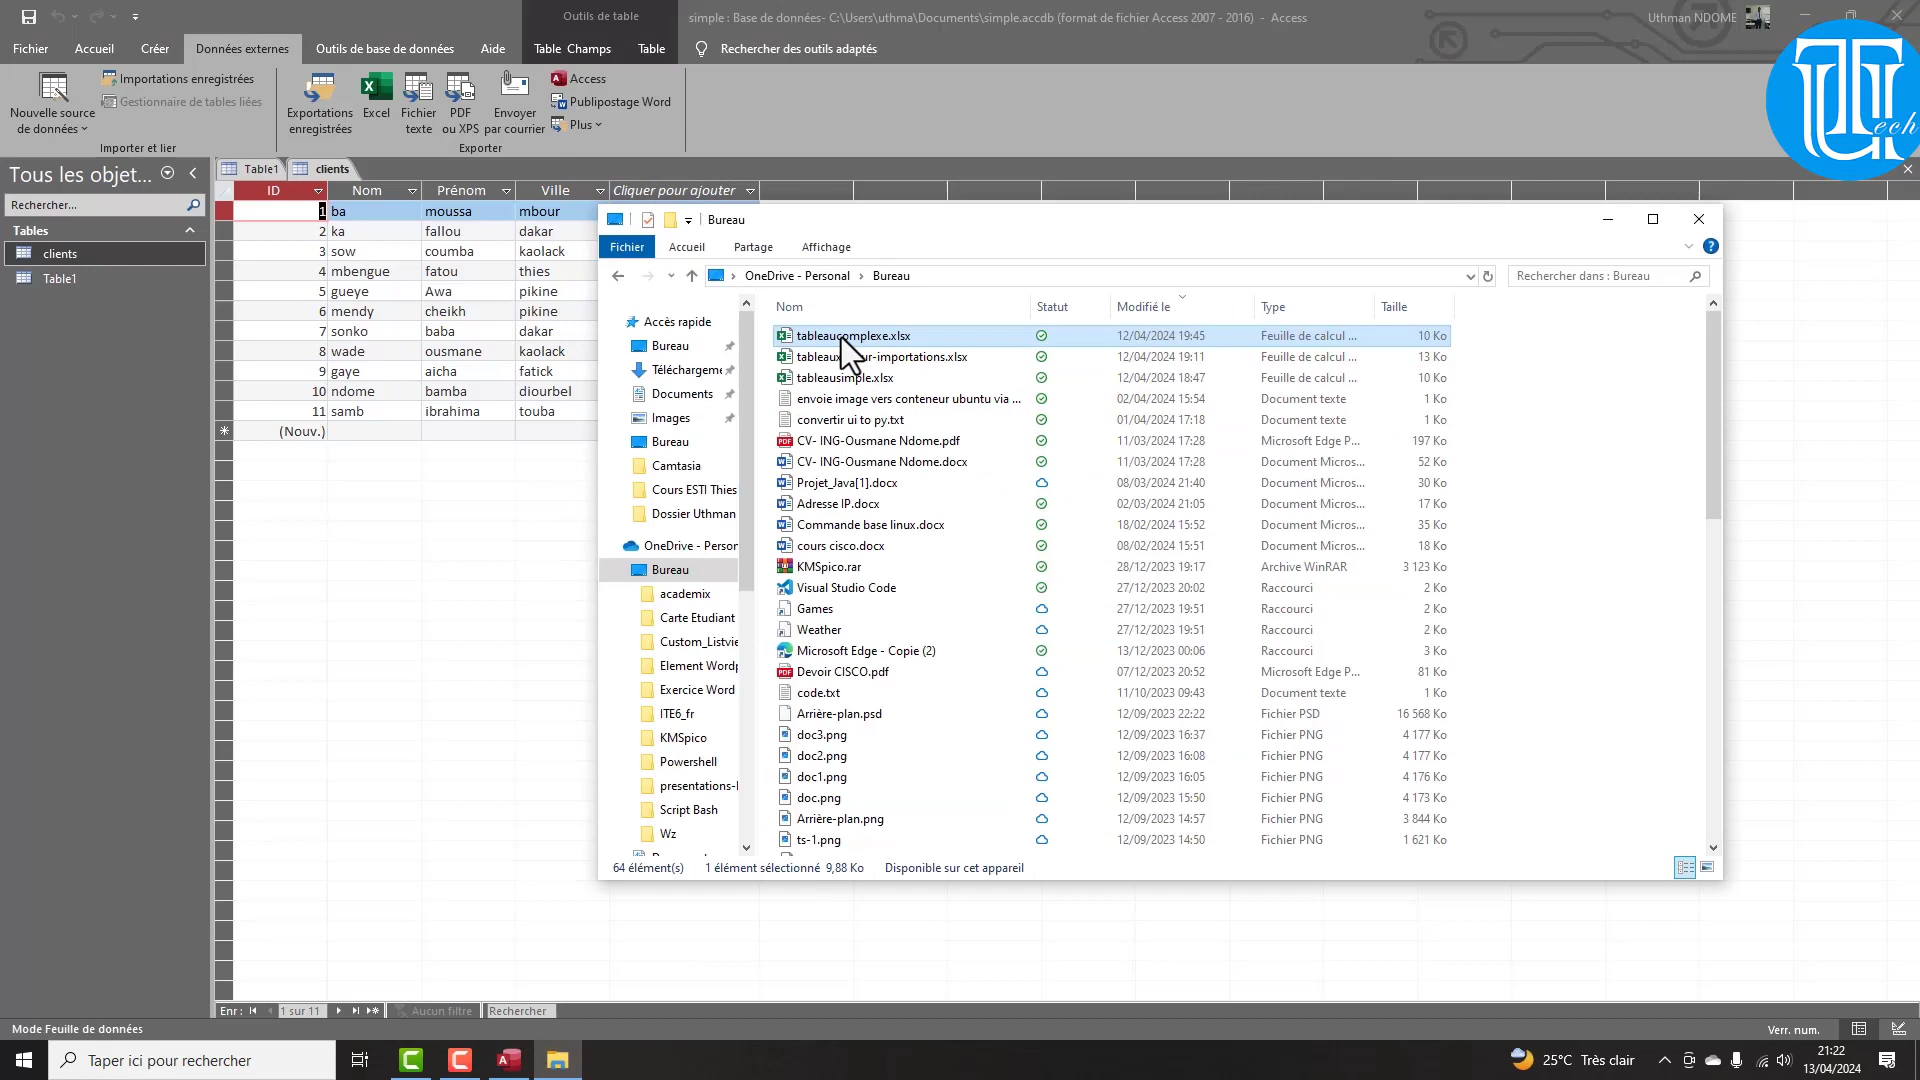 Outils de table
simple : Base de données- C:\Users\uthma\Documents\simple.accdb (format de fichier Access 2007 - 2016) - Access
Uthman NDOME
Fichier Accueil Créer Données externes Outils de base de données Aide Table Champs Table Rechercher des outils adaptés
Nouvelle source de données
Importations enregistrées
Gestionnaire de tables liées
Importer et lier
Exportations enregistrées
Excel
Fichier texte
PDF ou XPS
Envoyer par courrier
Access
Publipostage Word
Plus
Exporter
UT Tech
Tous les objet...
Rechercher...
Tables
clients
Table1
Table1 clients
ID Nom Prénom Ville Cliquer pour ajouter
1 ba moussa mbour
2 ka fallou dakar
3 sow coumba kaolack
4 mbengue fatou thies
5 gueye Awa pikine
6 mendy cheikh pikine
7 sonko baba dakar
8 wade ousmane kaolack
9 gaye aicha fatick
10 ndome bamba diourbel
11 samb ibrahima touba
(Nouv.)
Bureau
Fichier Accueil Partage Affichage
OneDrive - Personal Bureau
Rechercher dans : Bureau
Accès rapide
Bureau
Téléchargeme
Documents
Images
Bureau
Camtasia
Cours ESTI Thies
Dossier Uthman
OneDrive - Person
Bureau
academix
Carte Etudiant
Custom_Listvie
Element Wordp
Exercice Word
ITE6_fr
KMSpico
Powershell
presentations-
Script Bash
Wz
Nom Statut Modifié le Type Taille
tableaucomplexe.xlsx 12/04/2024 19:45 Feuille de calcul ... 10 Ko
tableaux ur-importations.xlsx 12/04/2024 19:11 Feuille de calcul ... 13 Ko
tableausimple.xlsx 12/04/2024 18:47 Feuille de calcul ... 10 Ko
envoie image vers conteneur ubuntu via ... 02/04/2024 15:54 Document texte 1 Ko
convertir ui to py.txt 01/04/2024 17:18 Document texte 1 Ko
CV- ING-Ousmane Ndome.pdf 11/03/2024 17:28 Microsoft Edge P... 197 Ko
CV- ING-Ousmane Ndome.docx 11/03/2024 17:28 Document Micros... 52 Ko
Projet_Java[1].docx 08/03/2024 21:40 Document Micros... 30 Ko
Adresse IP.docx 02/03/2024 21:05 Document Micros... 17 Ko
Commande base linux.docx 18/02/2024 15:52 Document Micros... 35 Ko
cours cisco.docx 08/02/2024 15:51 Document Micros... 18 Ko
KMSpico.rar 28/12/2023 19:17 Archive WinRAR 3 123 Ko
Visual Studio Code 27/12/2023 20:02 Raccourci 2 Ko
Games 27/12/2023 19:51 Raccourci 2 Ko
Weather 27/12/2023 19:51 Raccourci 2 Ko
Microsoft Edge - Copie (2) 13/12/2023 00:06 Raccourci 3 Ko
Devoir CISCO.pdf 07/12/2023 20:52 Microsoft Edge P... 81 Ko
code.txt 11/10/2023 09:43 Document texte 1 Ko
Arrière-plan.psd 12/09/2023 22:22 Fichier PSD 16 568 Ko
doc3.png 12/09/2023 16:37 Fichier PNG 4 177 Ko
doc2.png 12/09/2023 16:08 Fichier PNG 4 177 Ko
doc1.png 12/09/2023 16:05 Fichier PNG 4 176 Ko
doc.png 12/09/2023 15:50 Fichier PNG 4 173 Ko
Arrière-plan.png 12/09/2023 14:57 Fichier PNG 3 844 Ko
ts-1.png 12/09/2023 14:50 Fichier PNG 1 621 Ko
64 élément(s) 1 élément sélectionné 9,88 Ko Disponible sur cet appareil
Enr : 1 sur 11 Aucun filtre Rechercher
Mode Feuille de données
Verr. num.
Taper ici pour rechercher
25°C Très clair
21:22
13/04/2024